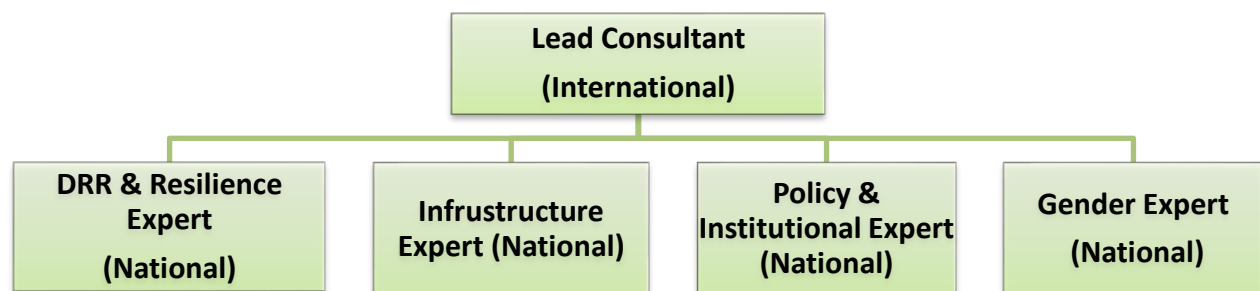 Lead Consultant
(International)
DRR & Resilience
Expert
(National)
Infrustructure
Expert (National)
Policy &
Institutional Expert
(National)
Gender Expert
(National)